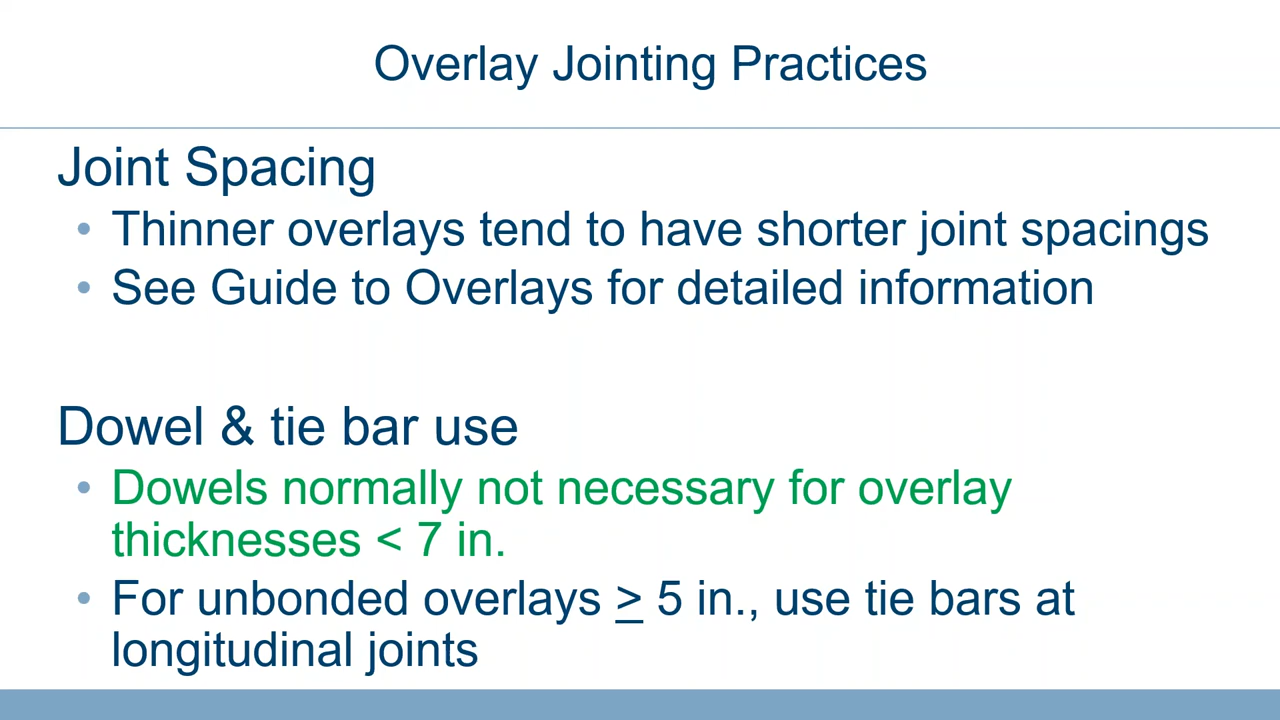 Overlay Jointing Practices
Joint Spacing
• Thinner overlays tend to have shorter joint spacings
• See Guide to Overlays for detailed information
Dowel & tie bar use
• Dowels normally not necessary for overlay
thicknesses < 7 in.
• For unbonded overlays ≥ 5 in., use tie bars at
longitudinal joints